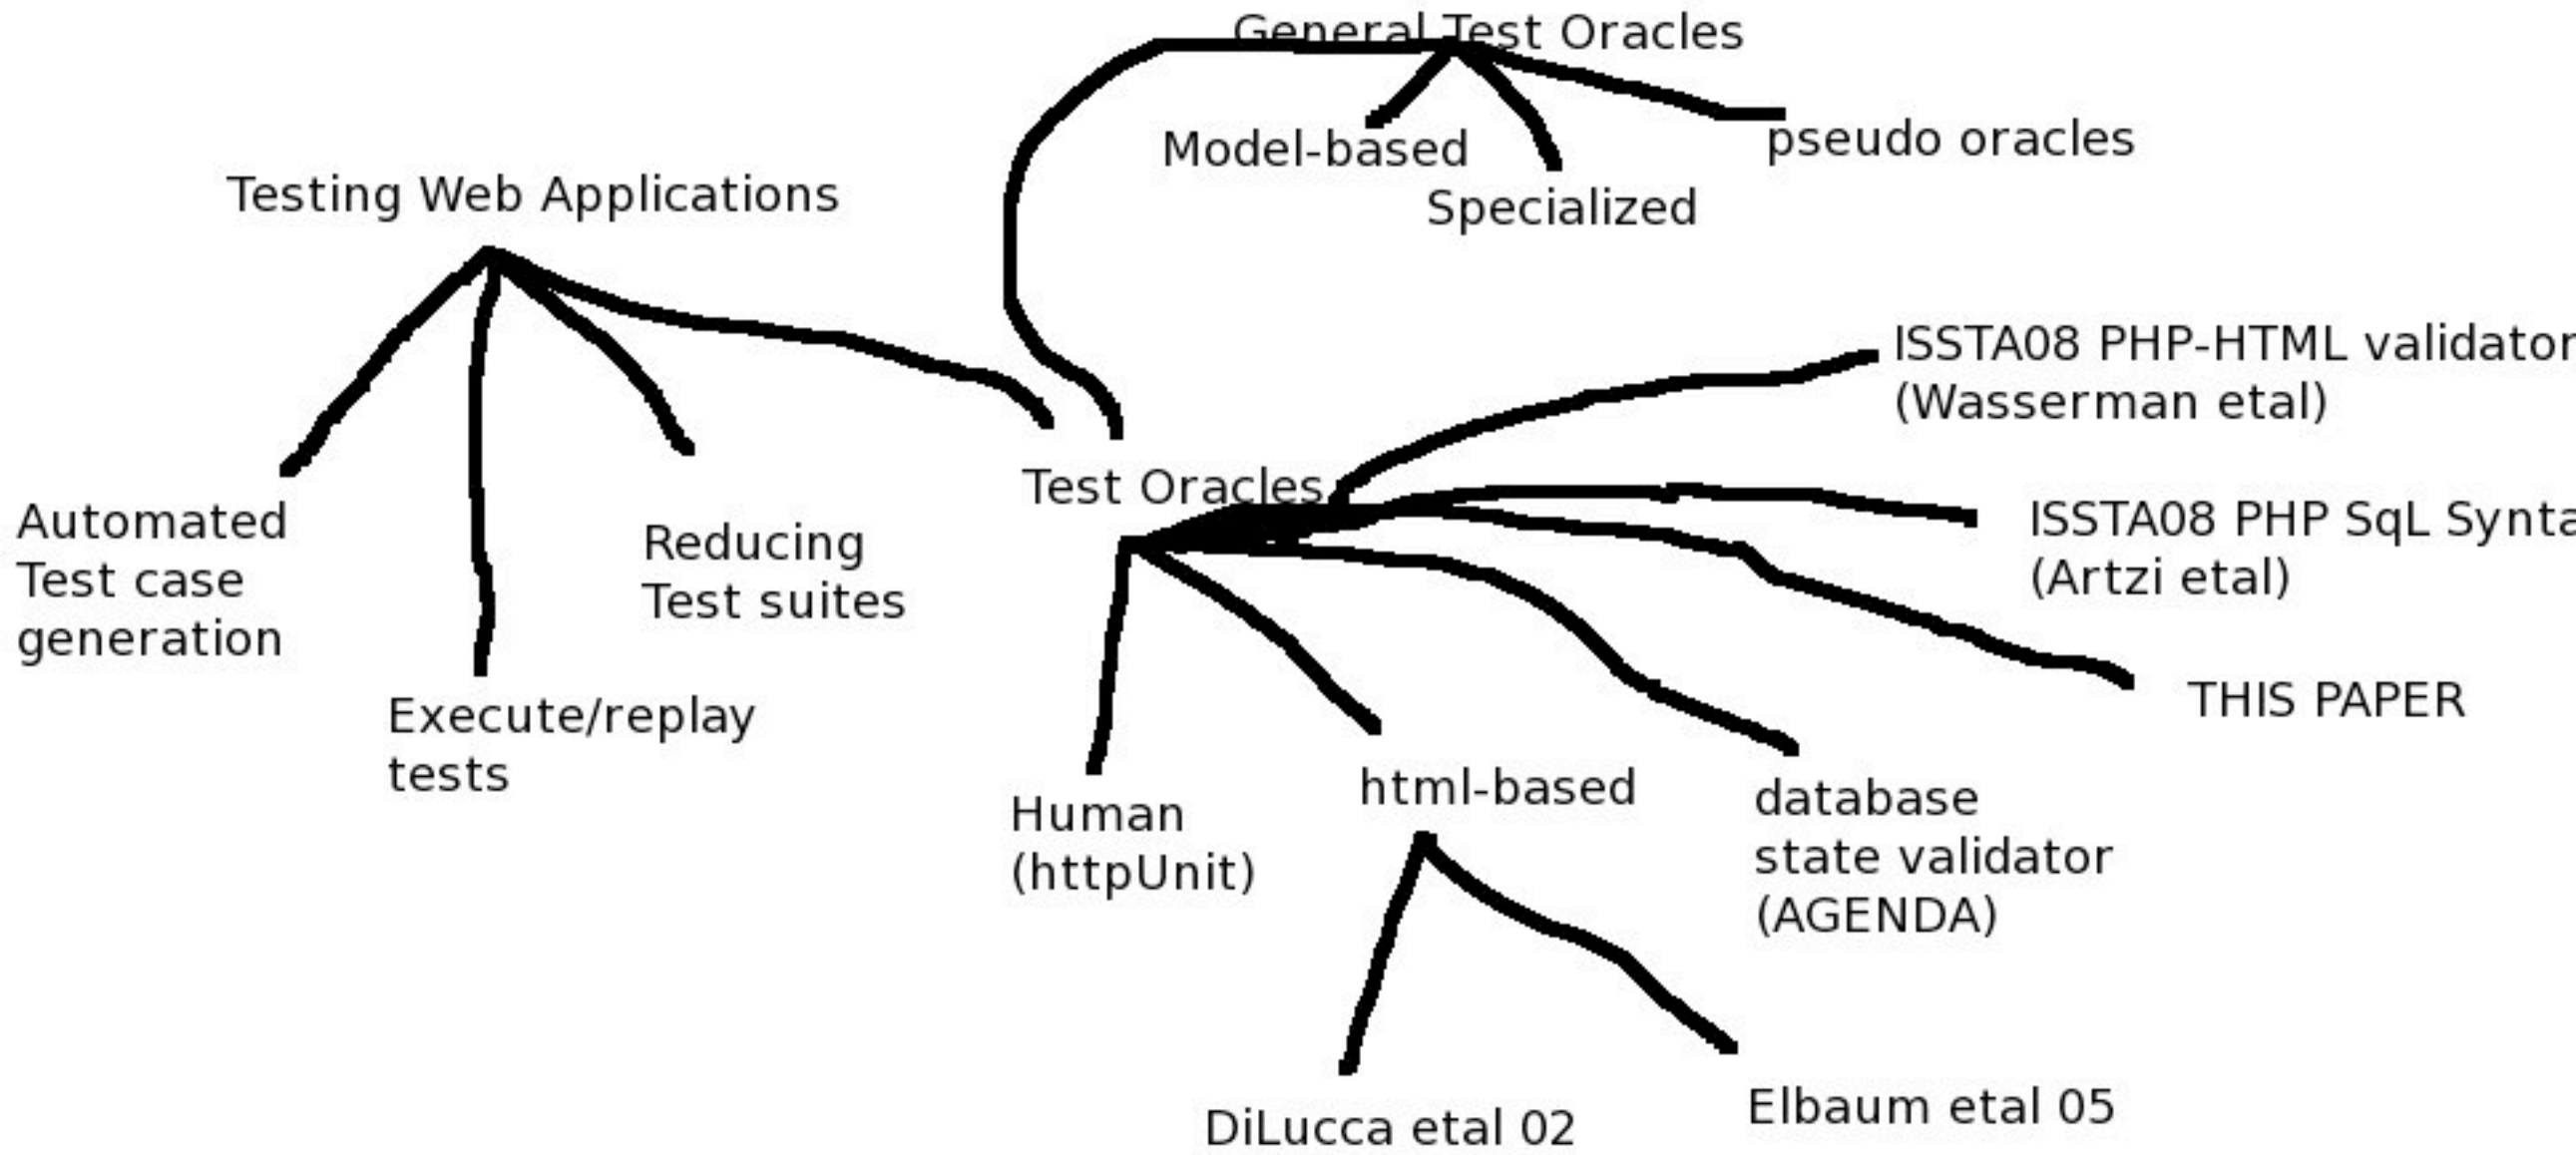 General Test Oracles
Model-based
pseudo oracles
Specialized
Testing Web Applications
Automated
Test case
generation
Execute/replay
tests
Reducing
Test suites
Test Oracles
ISSTA08 PHP-HTML validator
(Wasserman etal)
ISSTA08 PHP SqL Synta
(Artzi etal)
THIS PAPER
Human
(httpUnit)
html-based
database
state validator
(AGENDA)
DiLucca etal 02
Elbaum etal 05